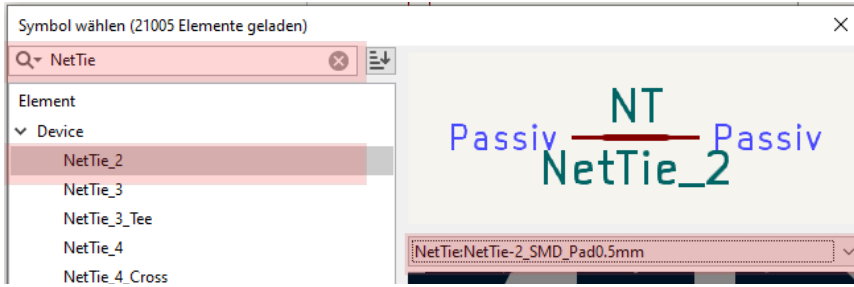 Symbol wählen (21005 Elemente geladen)
NetTie
Element
Device
NetTie_2
NetTie_3
NetTie_3_Tee
NetTie_4
NetTie_4_Cross
NT
Passiv Passiv
NetTie_2
NetTie:NetTie-2_SMD_Pad0.5mm